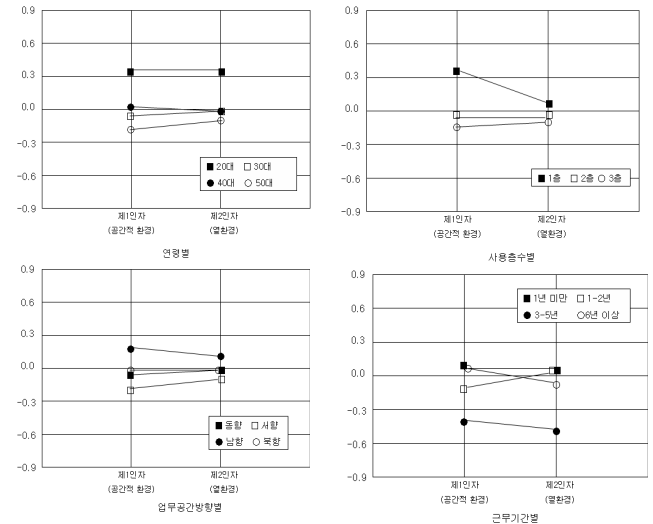 0.9
0.6
0.3
0.0
-0.3
-0.6
-0.9
■ 20대 □ 30대
● 40대 ○ 50대
제1인자 제2인자
(공간적 환경) (열환경)
연령별
0.9
0.6
0.3
0.0
-0.3
-0.6
-0.9
■ 1층 □ 2층 ○ 3층
제1인자 제2인자
(공간적 환경) (열환경)
사용층수별
0.9
0.6
0.3
0.0
-0.3
-0.6
-0.9
■ 동향 □ 서향
● 남향 ○ 북향
제1인자 제2인자
(공간적 환경) (열환경)
업무공간방향별
0.9
0.6
0.3
0.0
-0.3
-0.6
-0.9
■ 1년 미만 □ 1-2년
● 3-5년 ○ 6년 이상
제1인자 제2인자
(공간적 환경) (열환경)
근무기간별